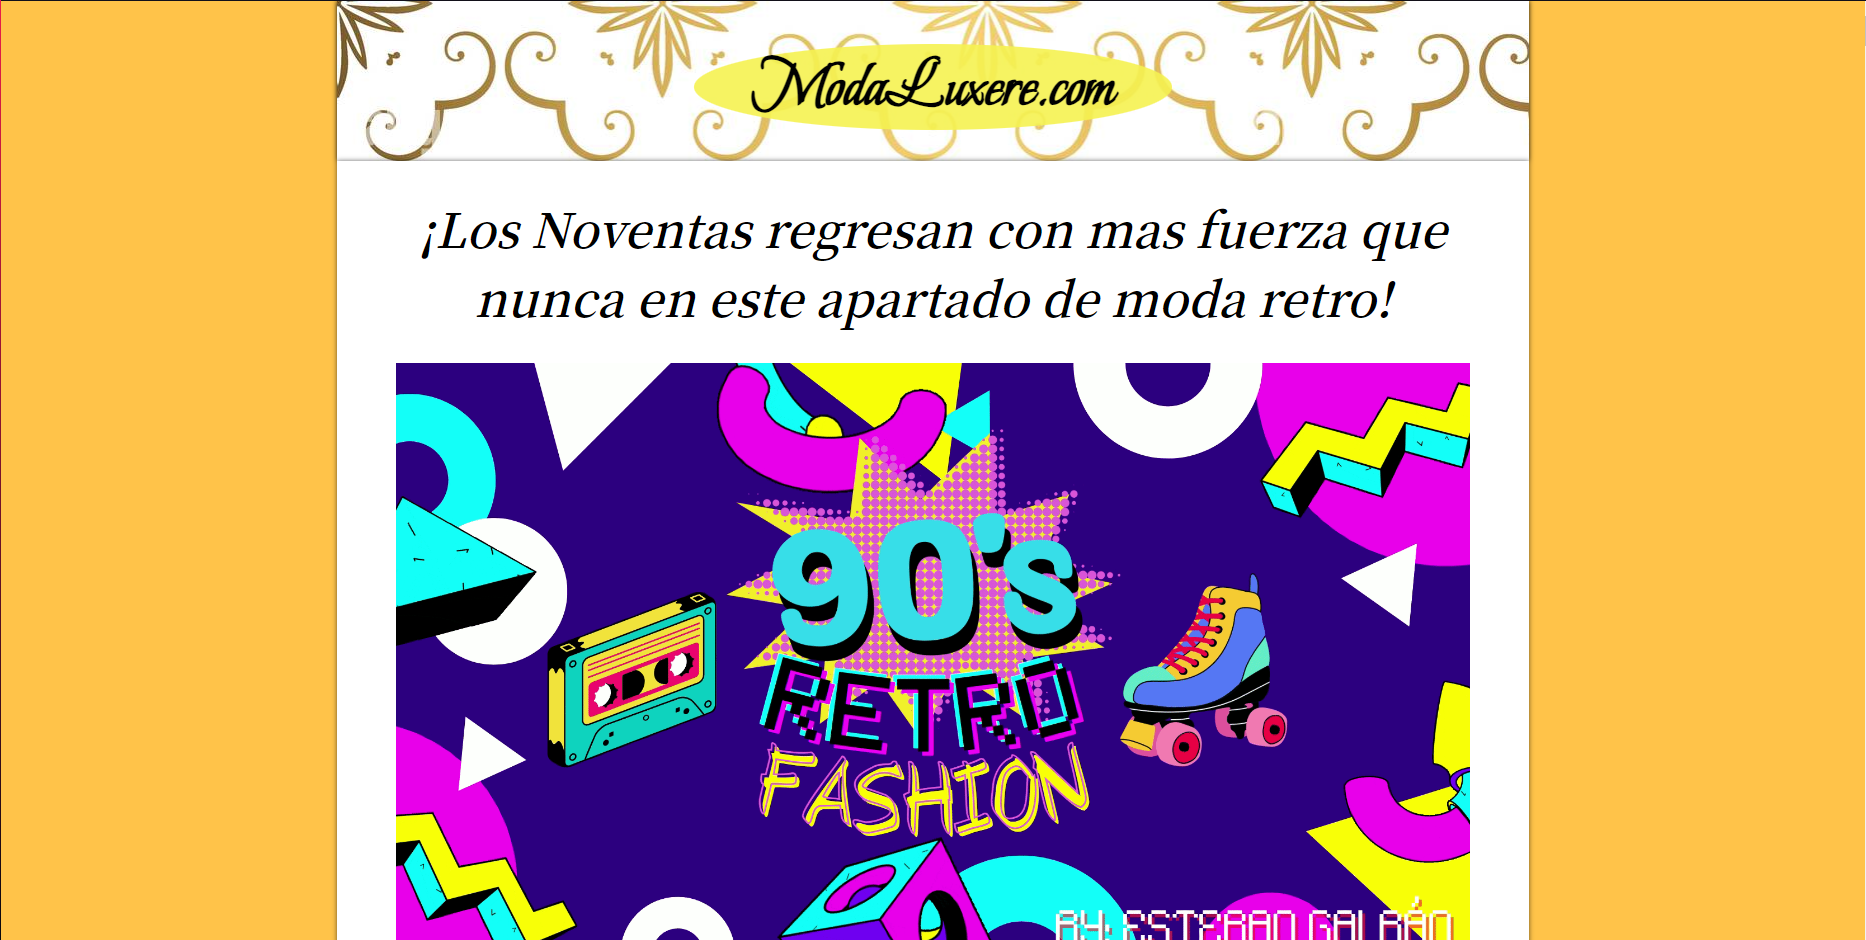 ModaLuxere.com
¡Los Noventas regresan con mas fuerza que
nunca en este apartado de moda retro!
90's
RETRO
FASHION
BY: ESTEBAN GALBÁN